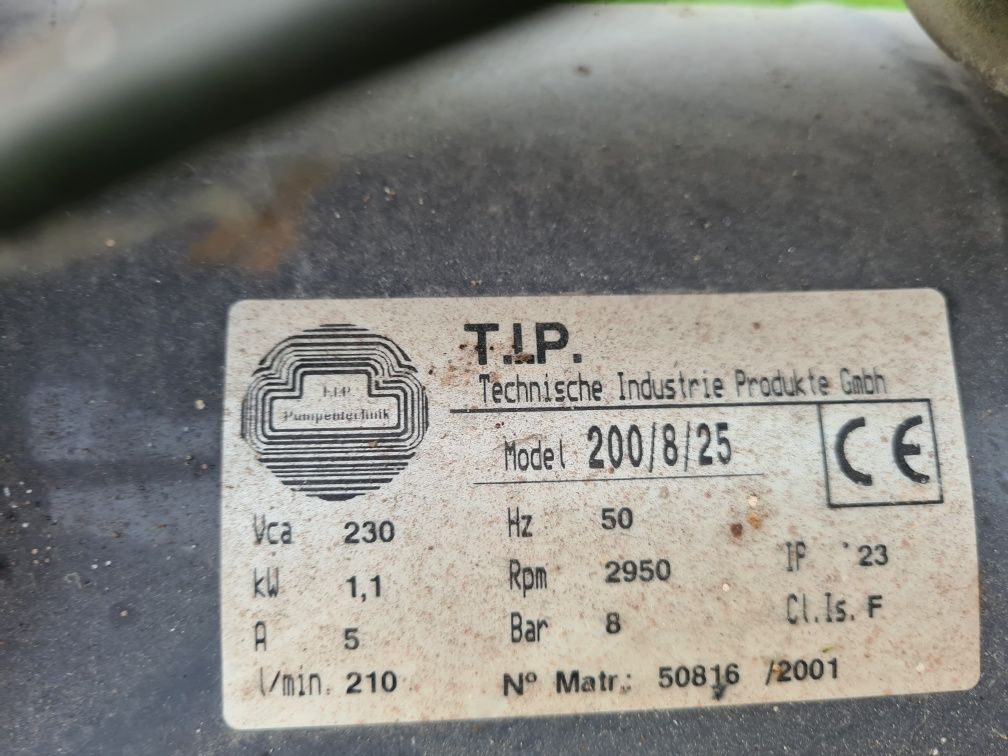 T.I.P.
Technische Industrie Produkte Gmbh
T.I.P.
Pumpentechnik
Model 200/8/25
CE
Vca 230 Hz 50
kW 1,1 Rpm 2950 IP 23
A 5 Bar 8 Cl.Is. F
l/min. 210 Nº Matr.: 50816 /2001